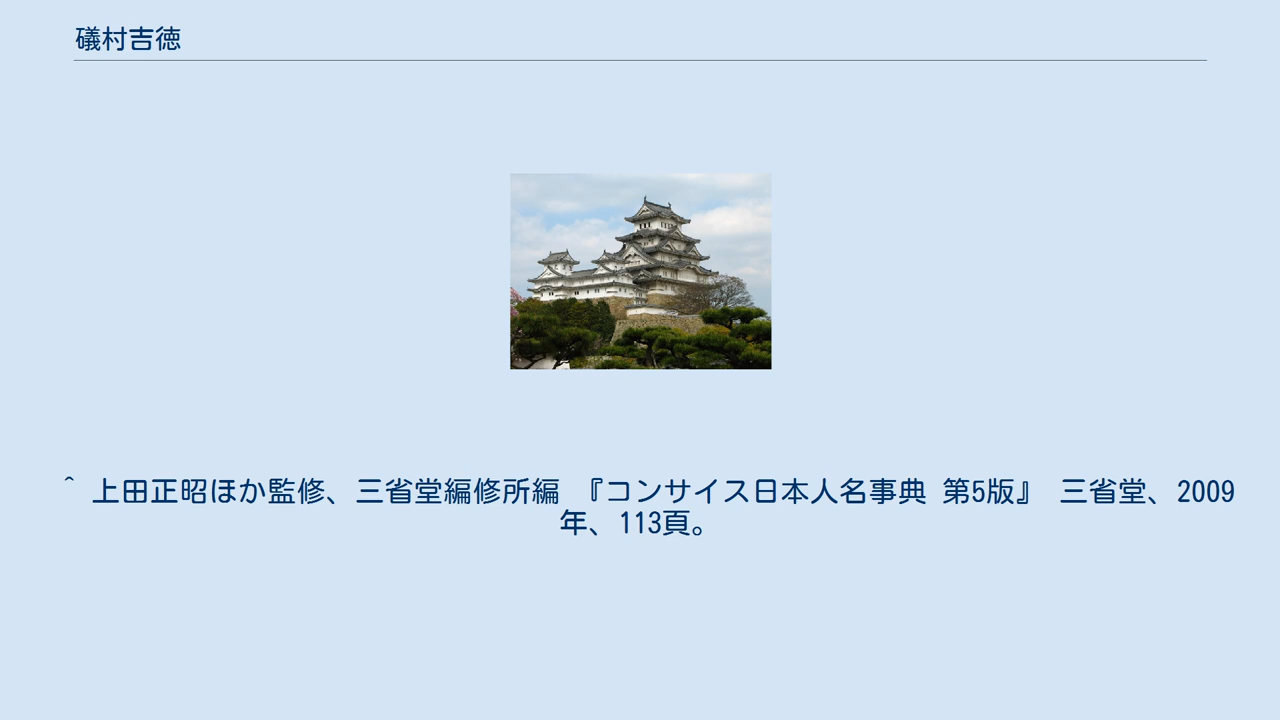 礒村吉徳
^ 上田正昭ほか監修、三省堂編修所編 『コンサイス日本人名事典 第5版』 三省堂、2009
年、113頁。